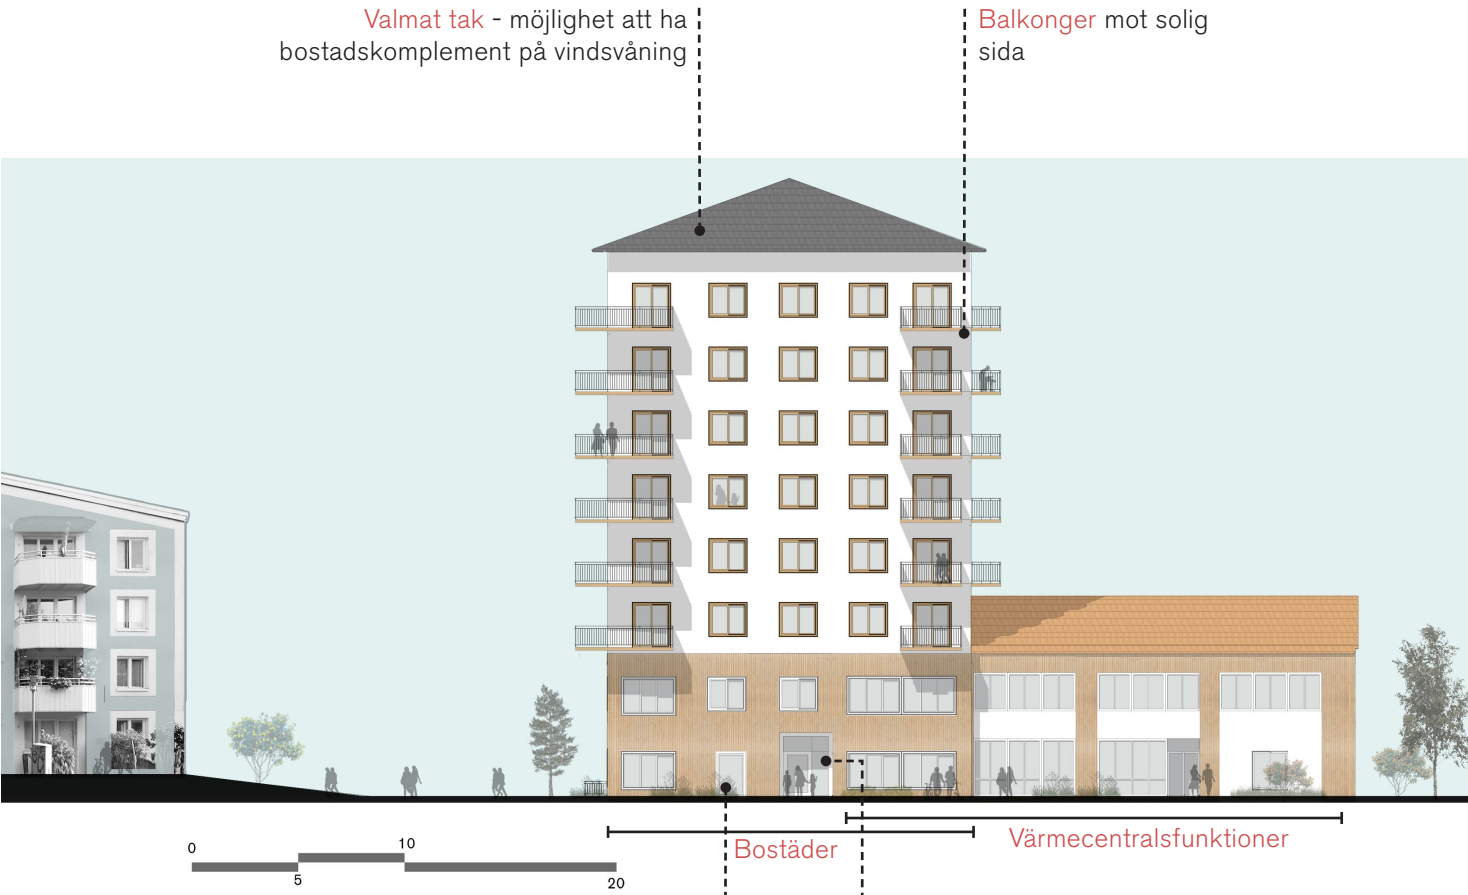 Valmat tak - möjlighet att ha
bostadskomplement på vindsvåning
Balkonger mot solig
sida
Bostäder
Värmecentralsfunktioner
0
10
5
20